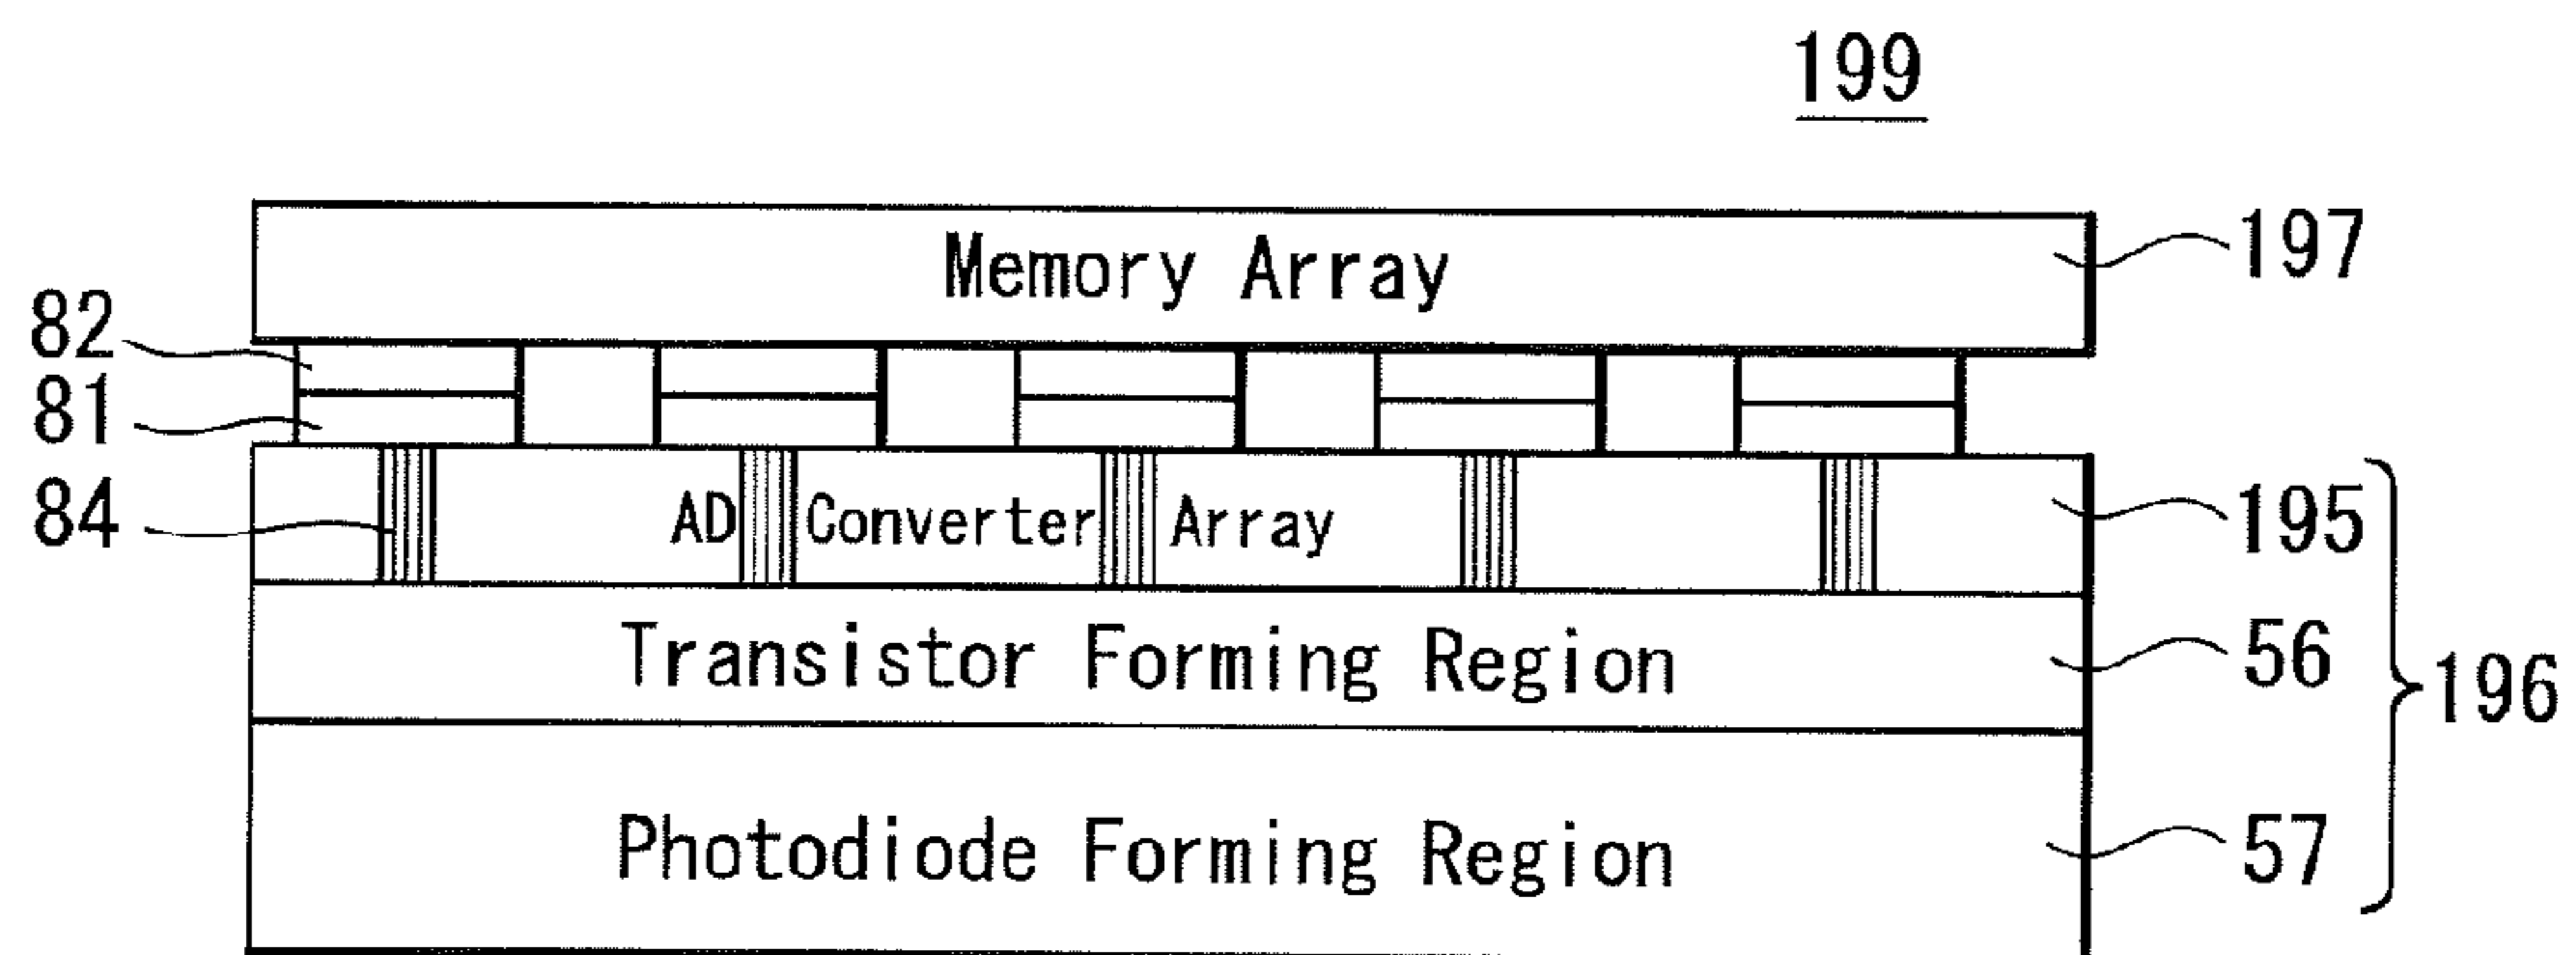 199
Memory Array
197
82
81
84
AD Converter Array
195
Transistor Forming Region
56
196
Photodiode Forming Region
57